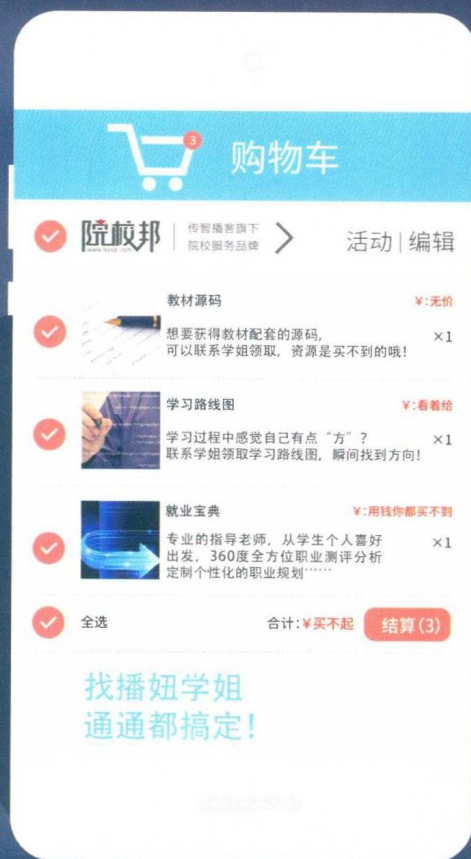 3
购物车
院校邦
传智播客旗下
院校服务品牌
活动|编辑
教材源码
¥:无价
想要获得教材配套的源码,
可以联系学姐领取, 资源是买不到的哦!
×1
学习路线图
¥:看着给
学习过程中感觉自己有点“方”?
联系学姐领取学习路线图, 瞬间找到方向!
×1
就业宝典
¥:用钱你都买不到
专业的指导老师, 从学生个人喜好
出发, 360度全方位职业测评分析
定制个性化的职业规划……
×1
全选
合计:¥买不起
结算(3)
找播妞学姐
通通都搞定!